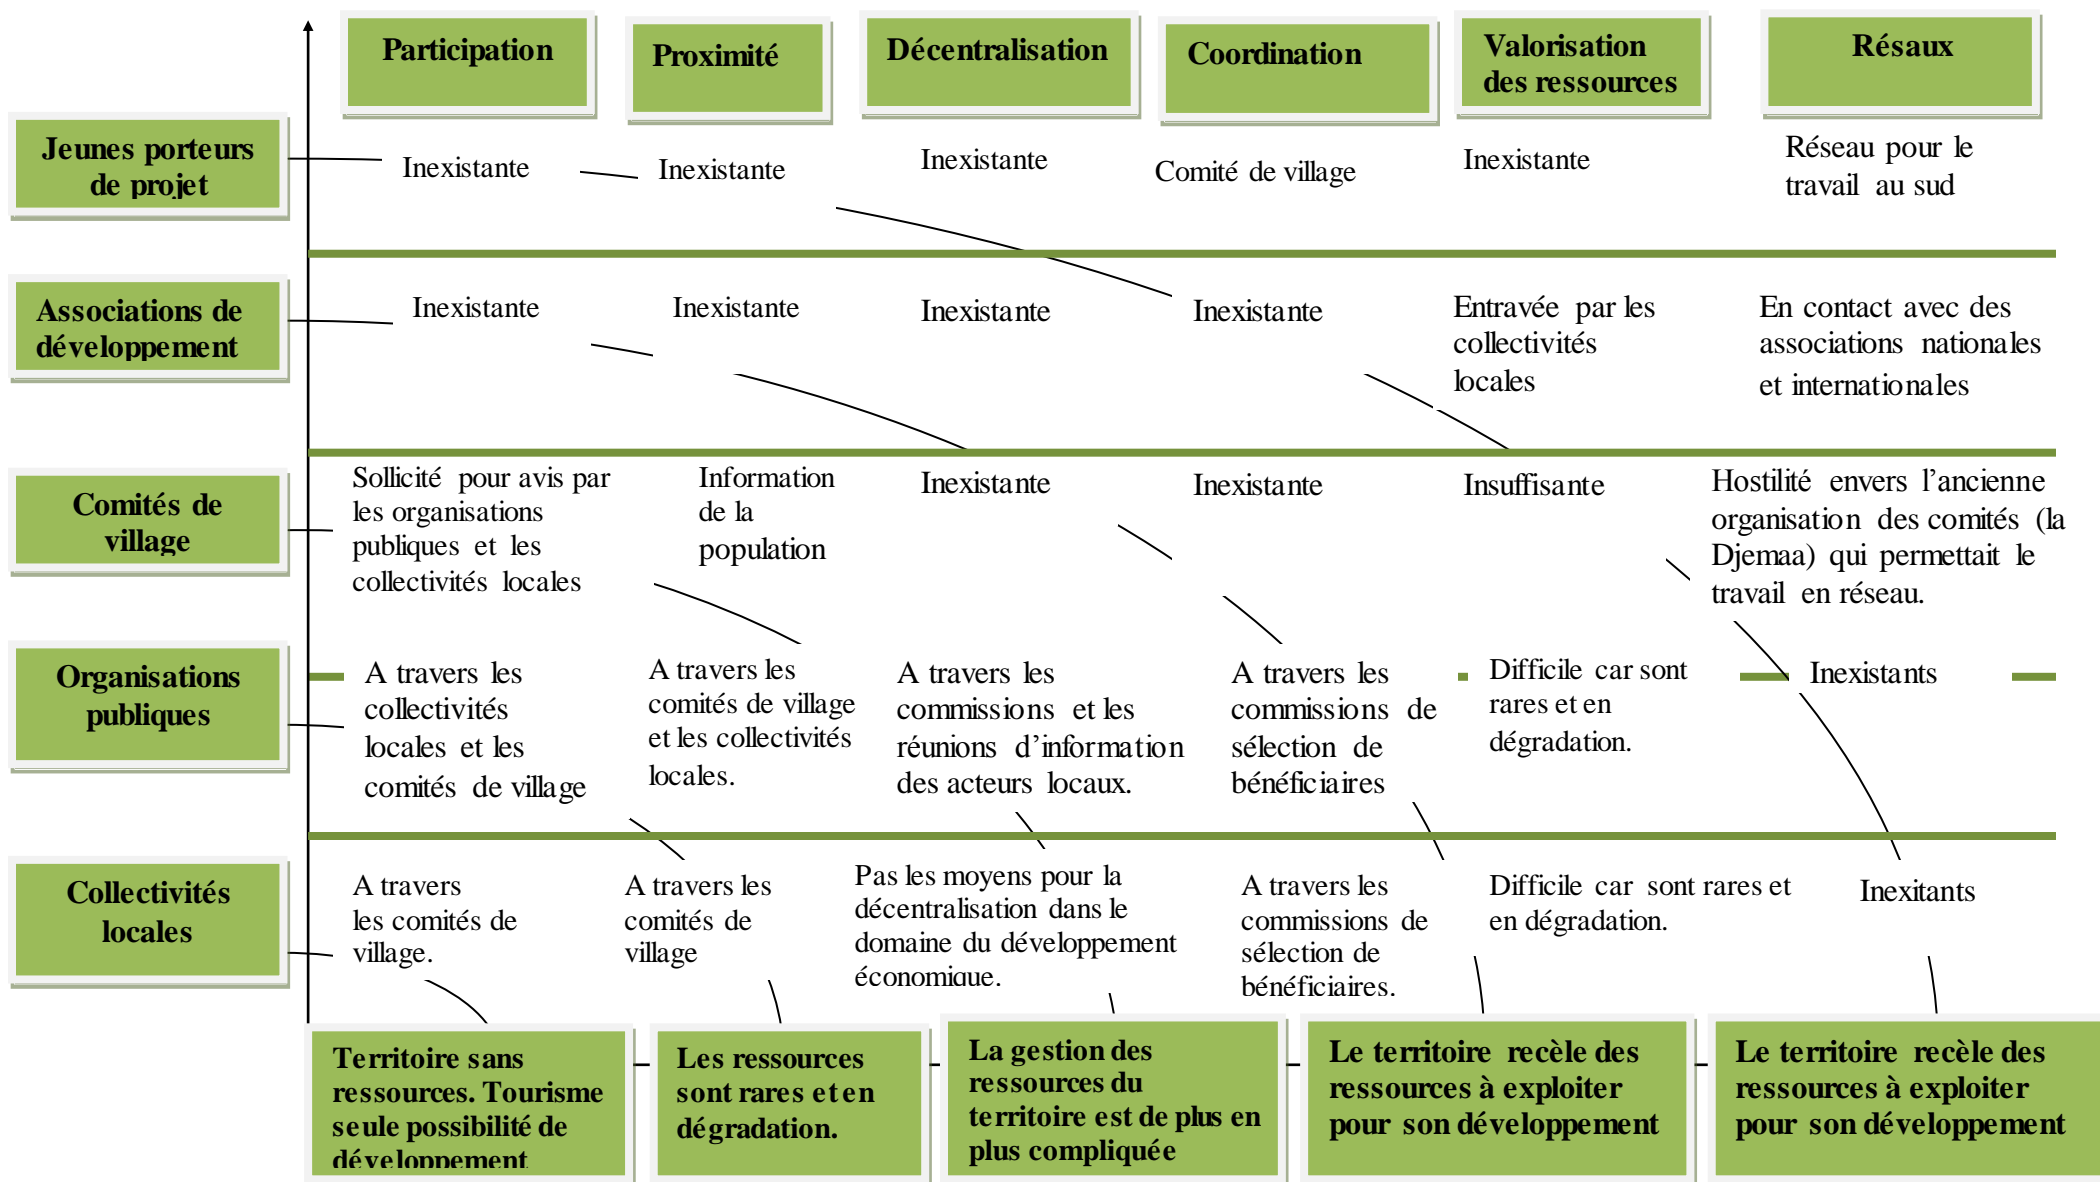 Participation
Proximité
Décentralisation
Coordination
Valorisation
des ressources
Résaux
Jeunes porteurs
de projet
Inexistante
Inexistante
Inexistante
Comité de village
Inexistante
Réseau pour le
travail au sud
Associations de
développement
Inexistante
Inexistante
Inexistante
Inexistante
Entravée par les
collectivités
locales
En contact avec des
associations nationales
et internationales
Comités de
village
Sollicité pour avis par
les organisations
publiques et les
collectivités locales
Information
de la
population
Inexistante
Inexistante
Insuffisante
Hostilité envers l’ancienne
organisation des comités (la
Djemaa) qui permettait le
travail en réseau.
Organisations
publiques
A travers les
collectivités
locales et les
comités de village
A travers les
comités de village
et les collectivités
locales.
A travers les
commissions et les
réunions d’information
des acteurs locaux.
A travers les
commissions de
sélection de
bénéficiaires
Difficile car sont
rares et en
dégradation.
Inexistants
Collectivités
locales
A travers
les comités de
village.
A travers les
comités de
village
Pas les moyens pour la
décentralisation dans le
domaine du développement
économique.
A travers les
commissions de
sélection de
bénéficiaires.
Difficile car sont rares et
en dégradation.
Inexitants
Territoire sans
ressources. Tourisme
seule possibilité de
développement
Les ressources
sont rares et en
dégradation.
La gestion des
ressources du
territoire est de plus en
plus compliquée
Le territoire recèle des
ressources à exploiter
pour son développement
Le territoire recèle des
ressources à exploiter
pour son développement